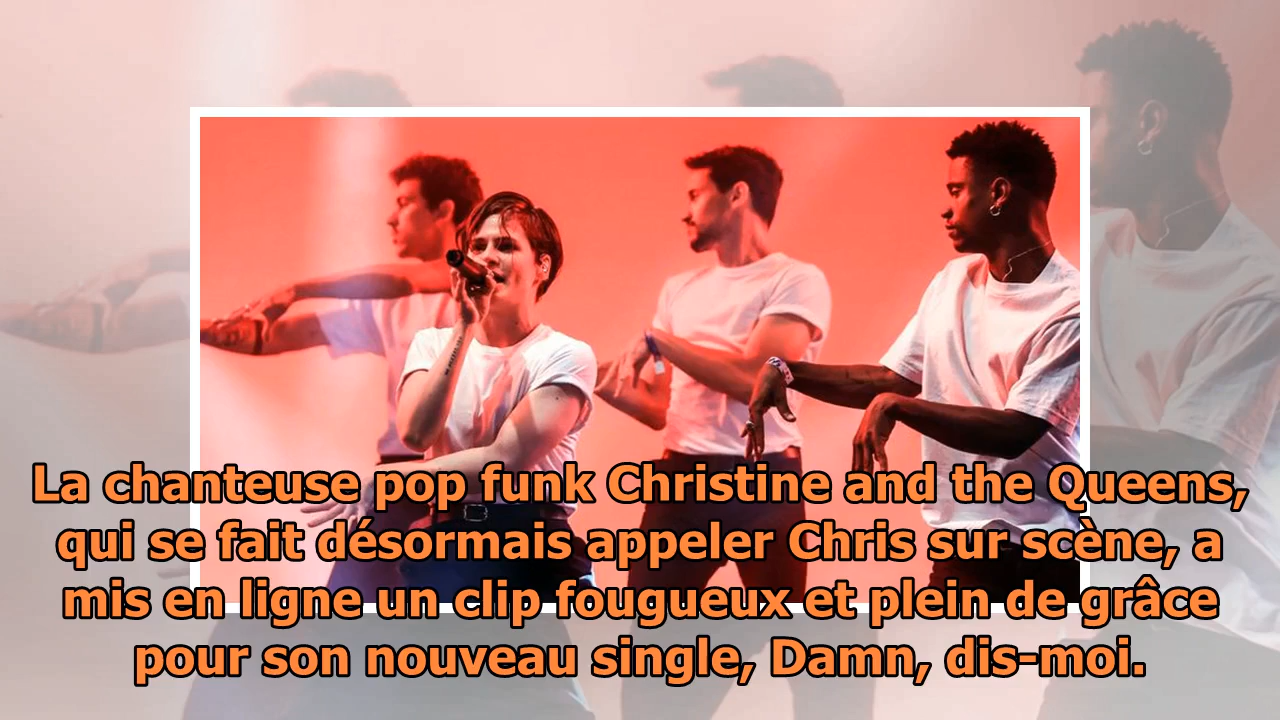 La chanteuse pop funk Christine and the Queens,
qui se fait désormais appeler Chris sur scène, a
mis en ligne un clip fougueux et plein de grâce
pour son nouveau single, Damn, dis-moi.